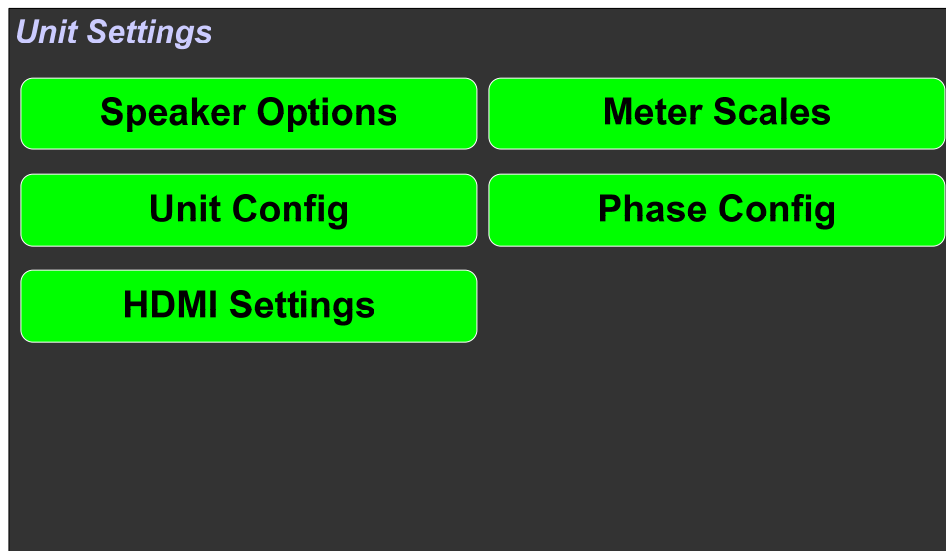 Unit Settings
Speaker Options
Meter Scales
Unit Config
Phase Config
HDMI Settings